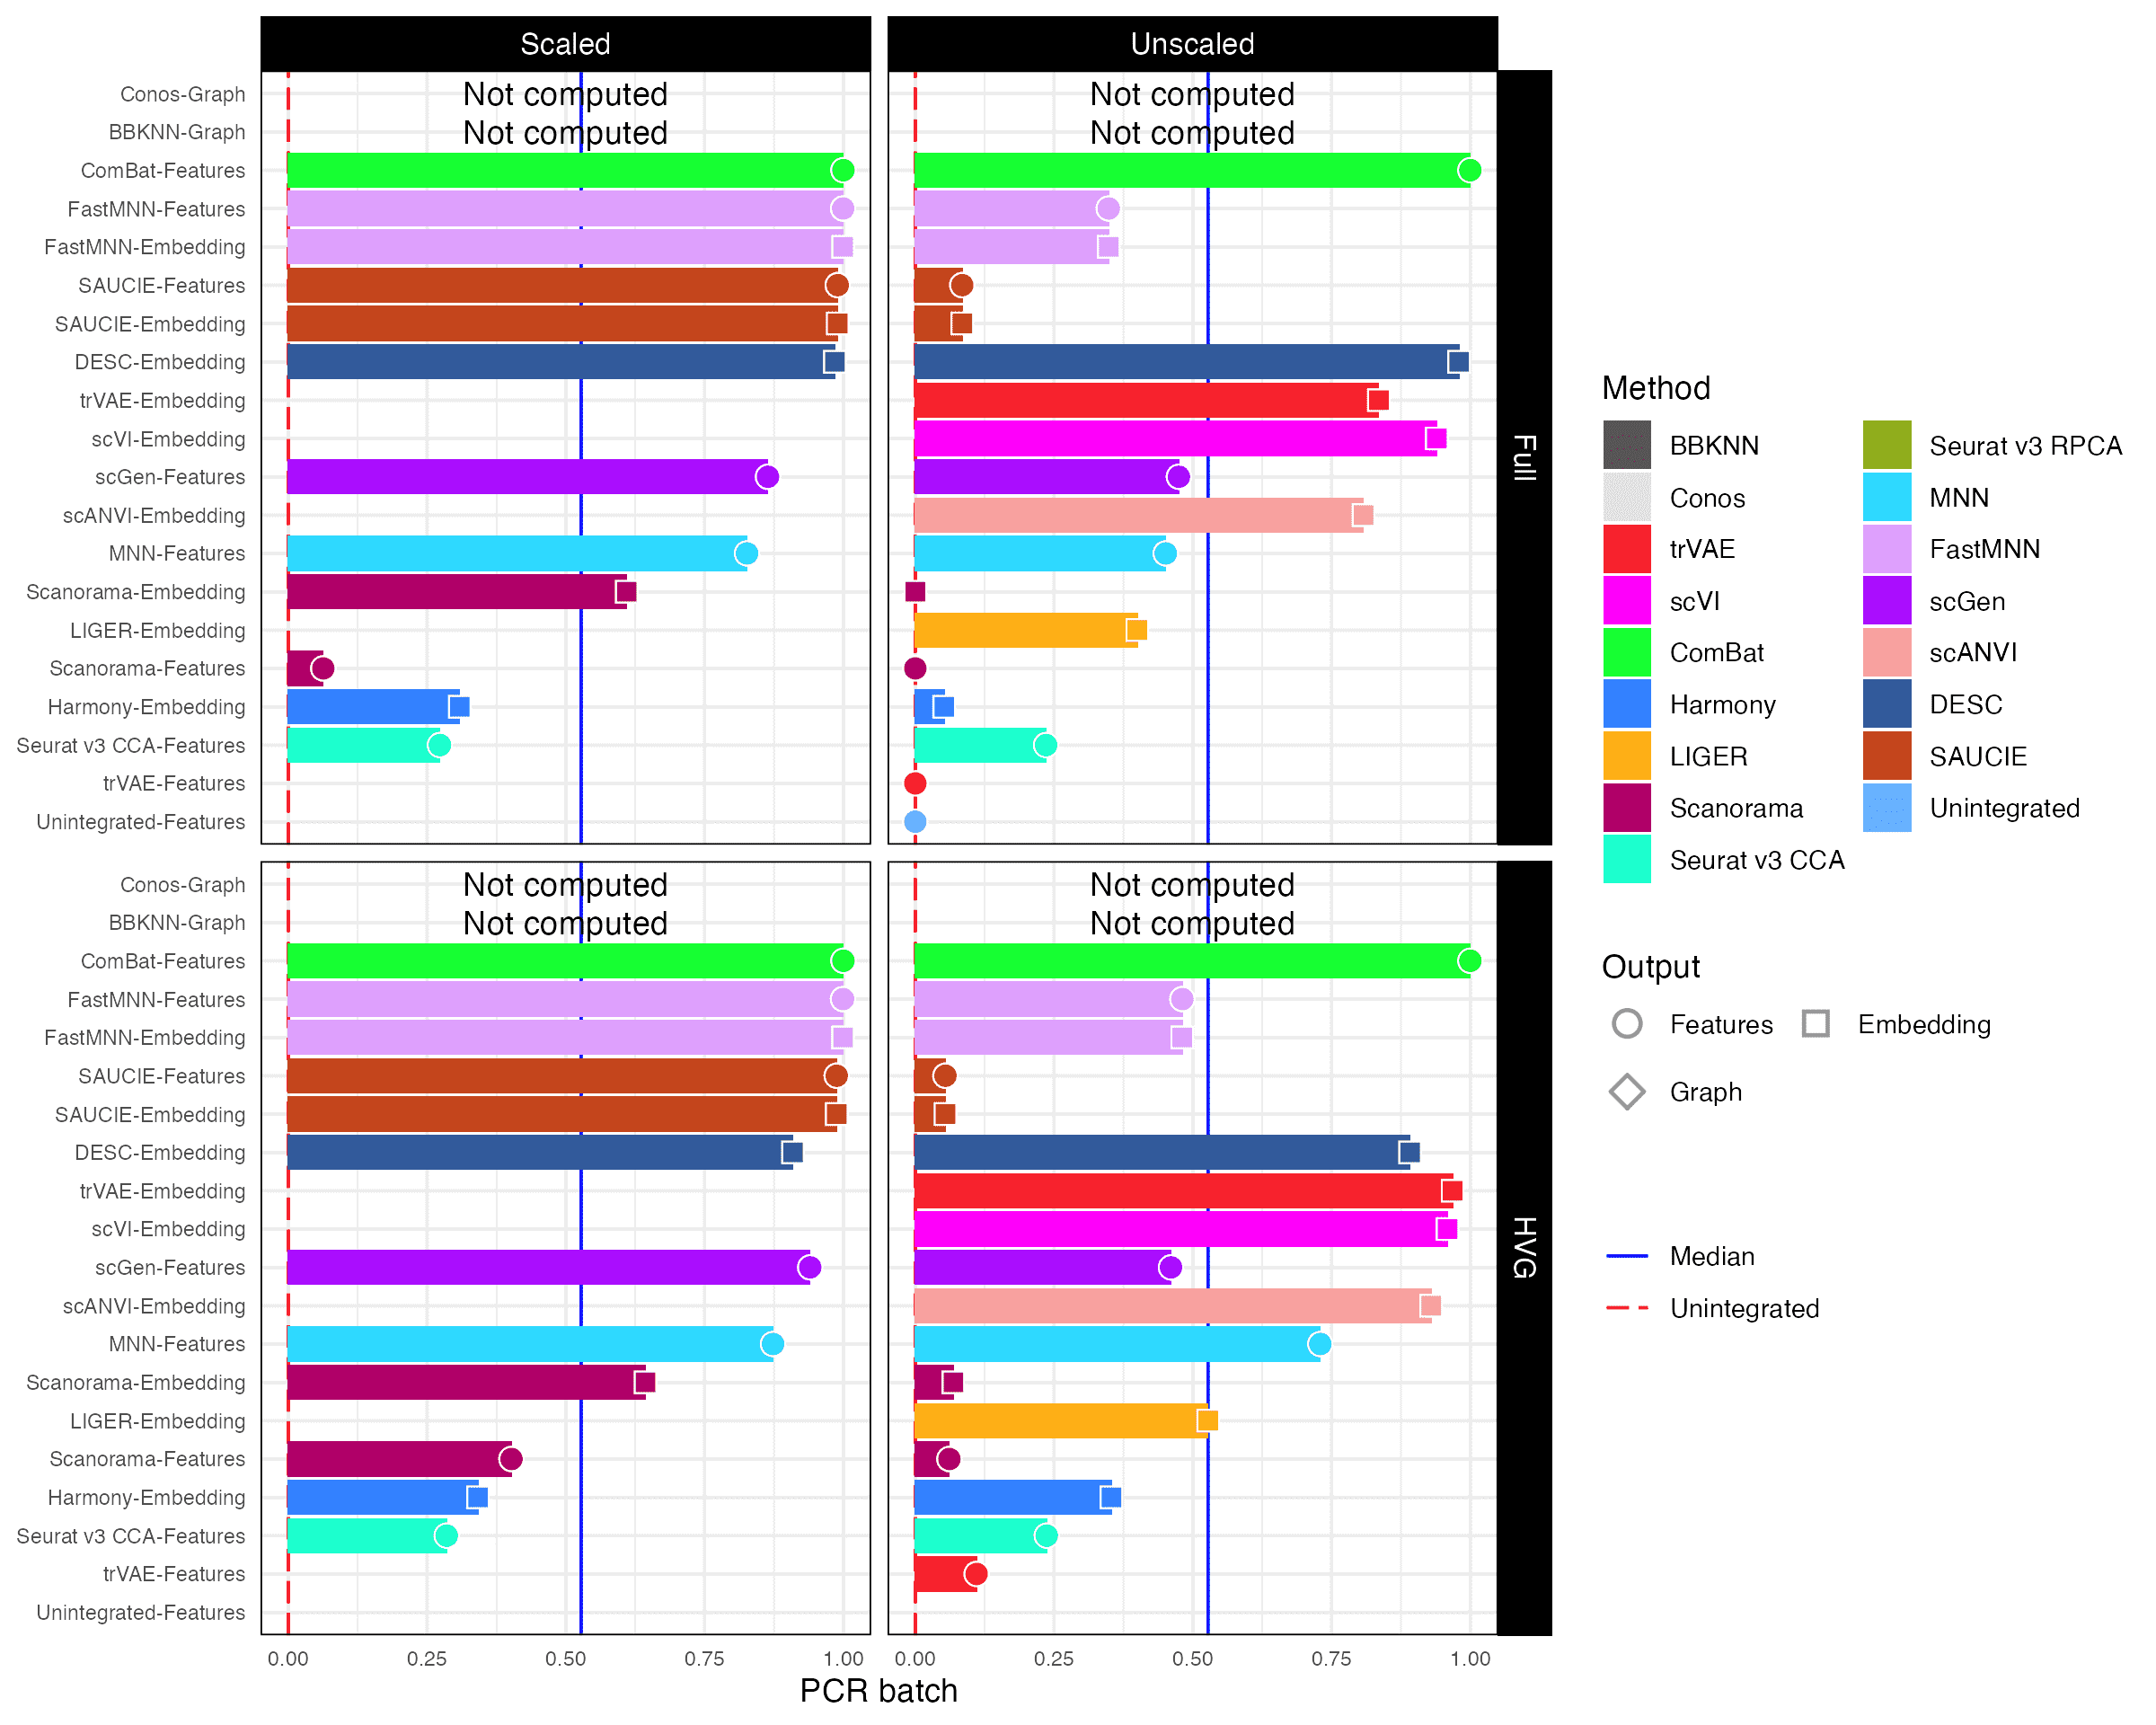 Scaled
Unscaled
Conos-Graph
BBKNN-Graph
ComBat-Features
FastMNN-Features
FastMNN-Embedding
SAUCIE-Features
SAUCIE-Embedding
DESC-Embedding
trVAE-Embedding
scVI-Embedding
scGen-Features
scANVI-Embedding
MNN-Features
Scanorama-Embedding
LIGER-Embedding
Scanorama-Features
Harmony-Embedding
Seurat v3 CCA-Features
trVAE-Features
Unintegrated-Features
Not computed
Not computed
Not computed
Not computed
Full
Conos-Graph
BBKNN-Graph
ComBat-Features
FastMNN-Features
FastMNN-Embedding
SAUCIE-Features
SAUCIE-Embedding
DESC-Embedding
trVAE-Embedding
scVI-Embedding
scGen-Features
scANVI-Embedding
MNN-Features
Scanorama-Embedding
LIGER-Embedding
Scanorama-Features
Harmony-Embedding
Seurat v3 CCA-Features
trVAE-Features
Unintegrated-Features
Not computed
Not computed
Not computed
Not computed
HVG
0.00 0.25 0.50 0.75 1.00
0.00 0.25 0.50 0.75 1.00
PCR batch
Method
BBKNN
Conos
trVAE
scVI
ComBat
Harmony
LIGER
Scanorama
Seurat v3 CCA
Seurat v3 RPCA
MNN
FastMNN
scGen
scANVI
DESC
SAUCIE
Unintegrated
Output
Features
Embedding
Graph
Median
Unintegrated